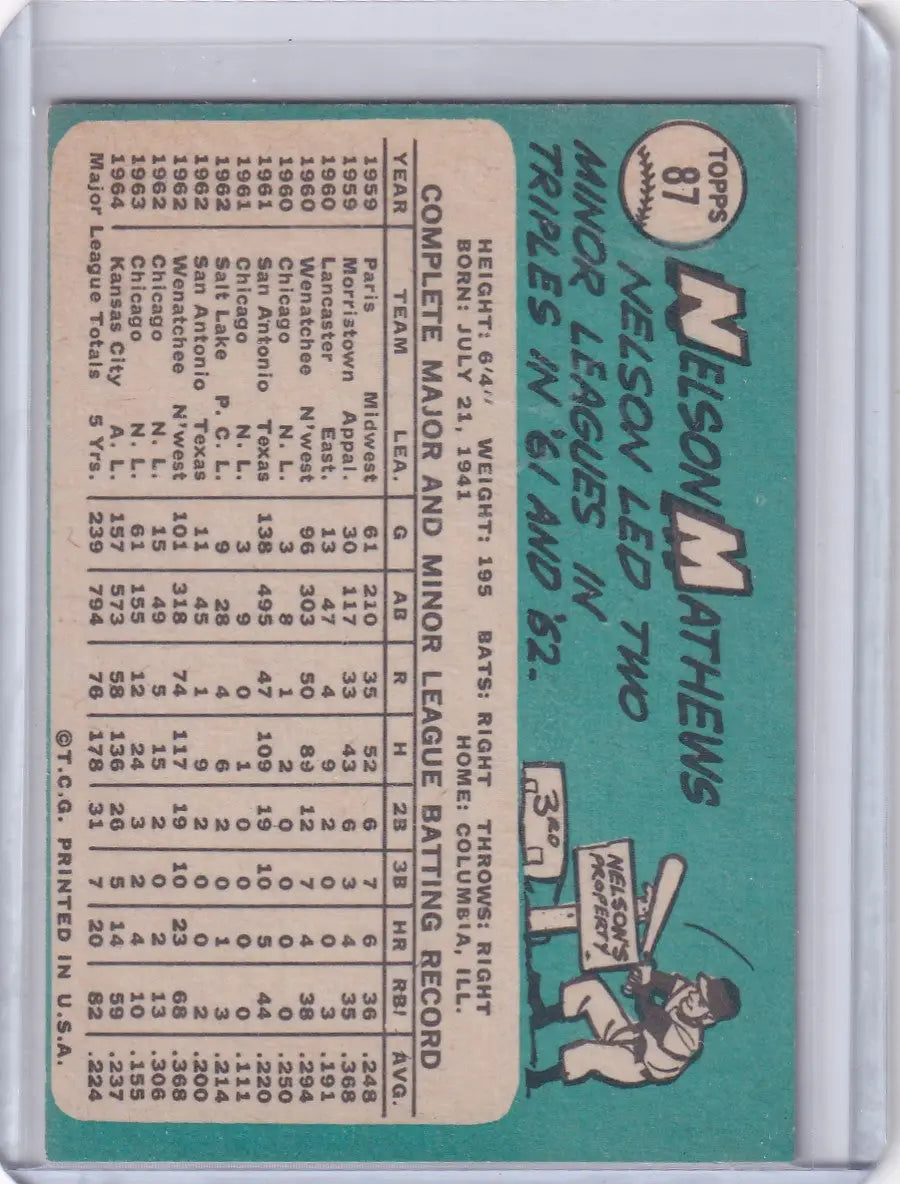 TOPPS
87
NELSON MATHEWS
NELSON LED TWO
MINOR LEAGUES IN
TRIPLES IN '61 AND '62.
3RD
NELSON'S
PROPERTY
HEIGHT: 6'4" WEIGHT: 195 BATS: RIGHT THROWS: RIGHT
BORN: JULY 21, 1941 HOME: COLUMBIA, ILL.
COMPLETE MAJOR AND MINOR LEAGUE BATTING RECORD
YEAR TEAM LEA. G AB R H 2B 3B HR RBI AVG.
1959 Paris Midwest 61 210 35 52 6 7 6 36 .248
1959 Morristown Appal. 30 117 33 43 6 3 4 35 .368
1960 Lancaster East. 13 47 4 9 2 0 0 3 .191
1960 Wenatchee N'west 96 303 50 89 12 7 4 38 .294
1960 Chicago N. L. 3 8 1 2 0 0 0 0 .250
1961 San Antonio Texas 138 495 47 109 19 10 5 44 .220
1961 Chicago N. L. 3 9 0 1 0 0 0 0 .111
1962 Salt Lake P. C. L. 9 28 4 6 2 0 1 3 .214
1962 San Antonio Texas 11 45 1 9 2 0 0 2 .200
1962 Wenatchee N'west 101 318 74 117 19 10 23 68 .368
1962 Chicago N. L. 15 49 5 15 2 0 2 13 .306
1963 Chicago N. L. 61 155 12 24 3 2 4 10 .155
1964 Kansas City A. L. 157 573 58 136 26 5 14 59 .237
Major League Totals 5 Yrs. 239 794 76 178 31 7 20 82 .224
©T.C.G. PRINTED IN U.S.A.